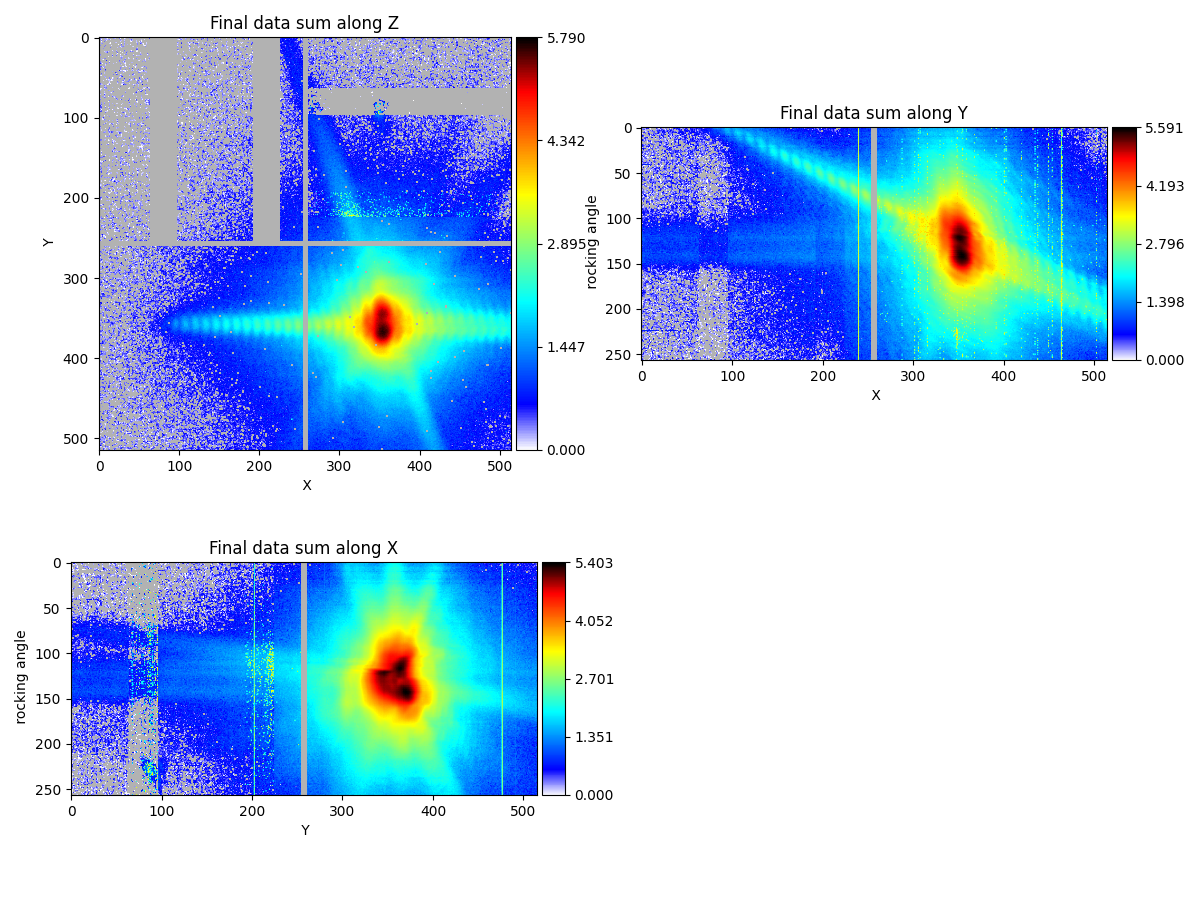 Final data sum along Z
0
100
200
300
400
500
Y
0 100 200 300 400 500
X
5.790
4.342
2.895
1.447
0.000
Final data sum along Y
0
50
100
150
200
250
rocking angle
0 100 200 300 400 500
X
5.591
4.193
2.796
1.398
0.000
Final data sum along X
0
50
100
150
200
250
rocking angle
0 100 200 300 400 500
Y
5.403
4.052
2.701
1.351
0.000